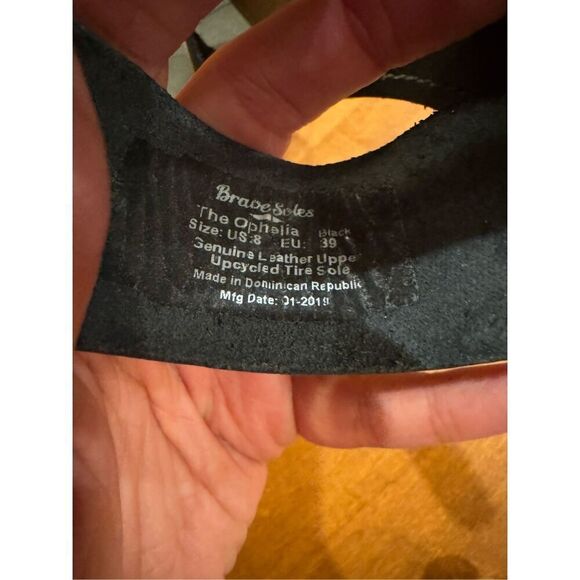 Brave Soles
The Ophelia Black
Size: US:8 EU: 39
Genuine Leather Uppe
Upcycled Tire Sole
Made in Dominican Republic
Mfg Date: 01-2019